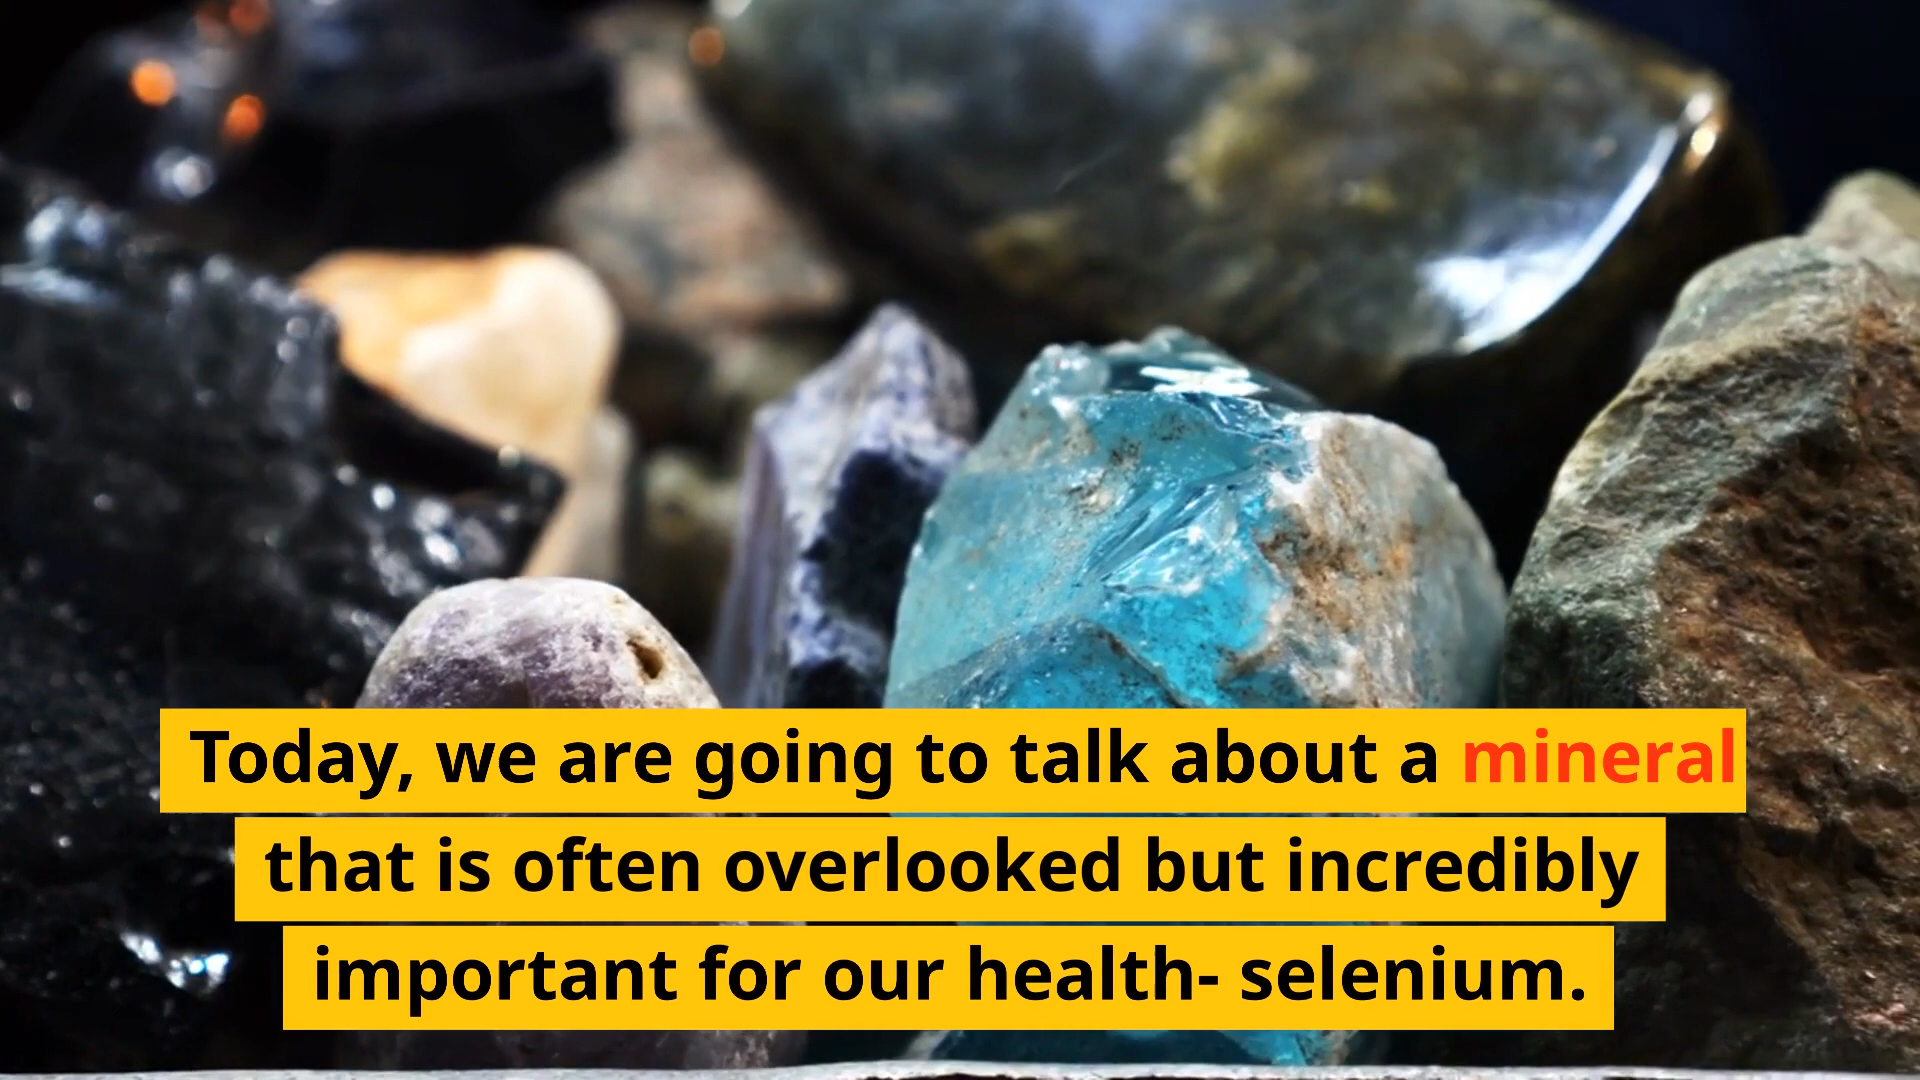 Today, we are going to talk about a mineral
that is often overlooked but incredibly
important for our health- selenium.